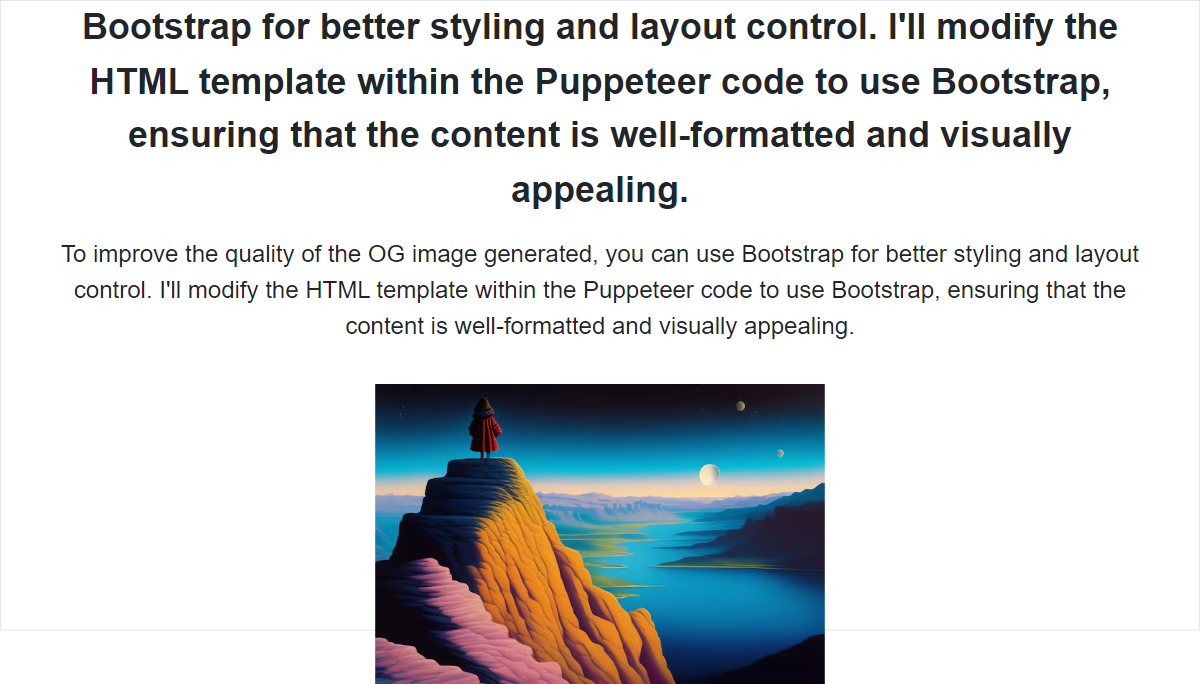 Bootstrap for better styling and layout control. I'll modify the
HTML template within the Puppeteer code to use Bootstrap,
ensuring that the content is well-formatted and visually
appealing.
To improve the quality of the OG image generated, you can use Bootstrap for better styling and layout
control. I'll modify the HTML template within the Puppeteer code to use Bootstrap, ensuring that the
content is well-formatted and visually appealing.